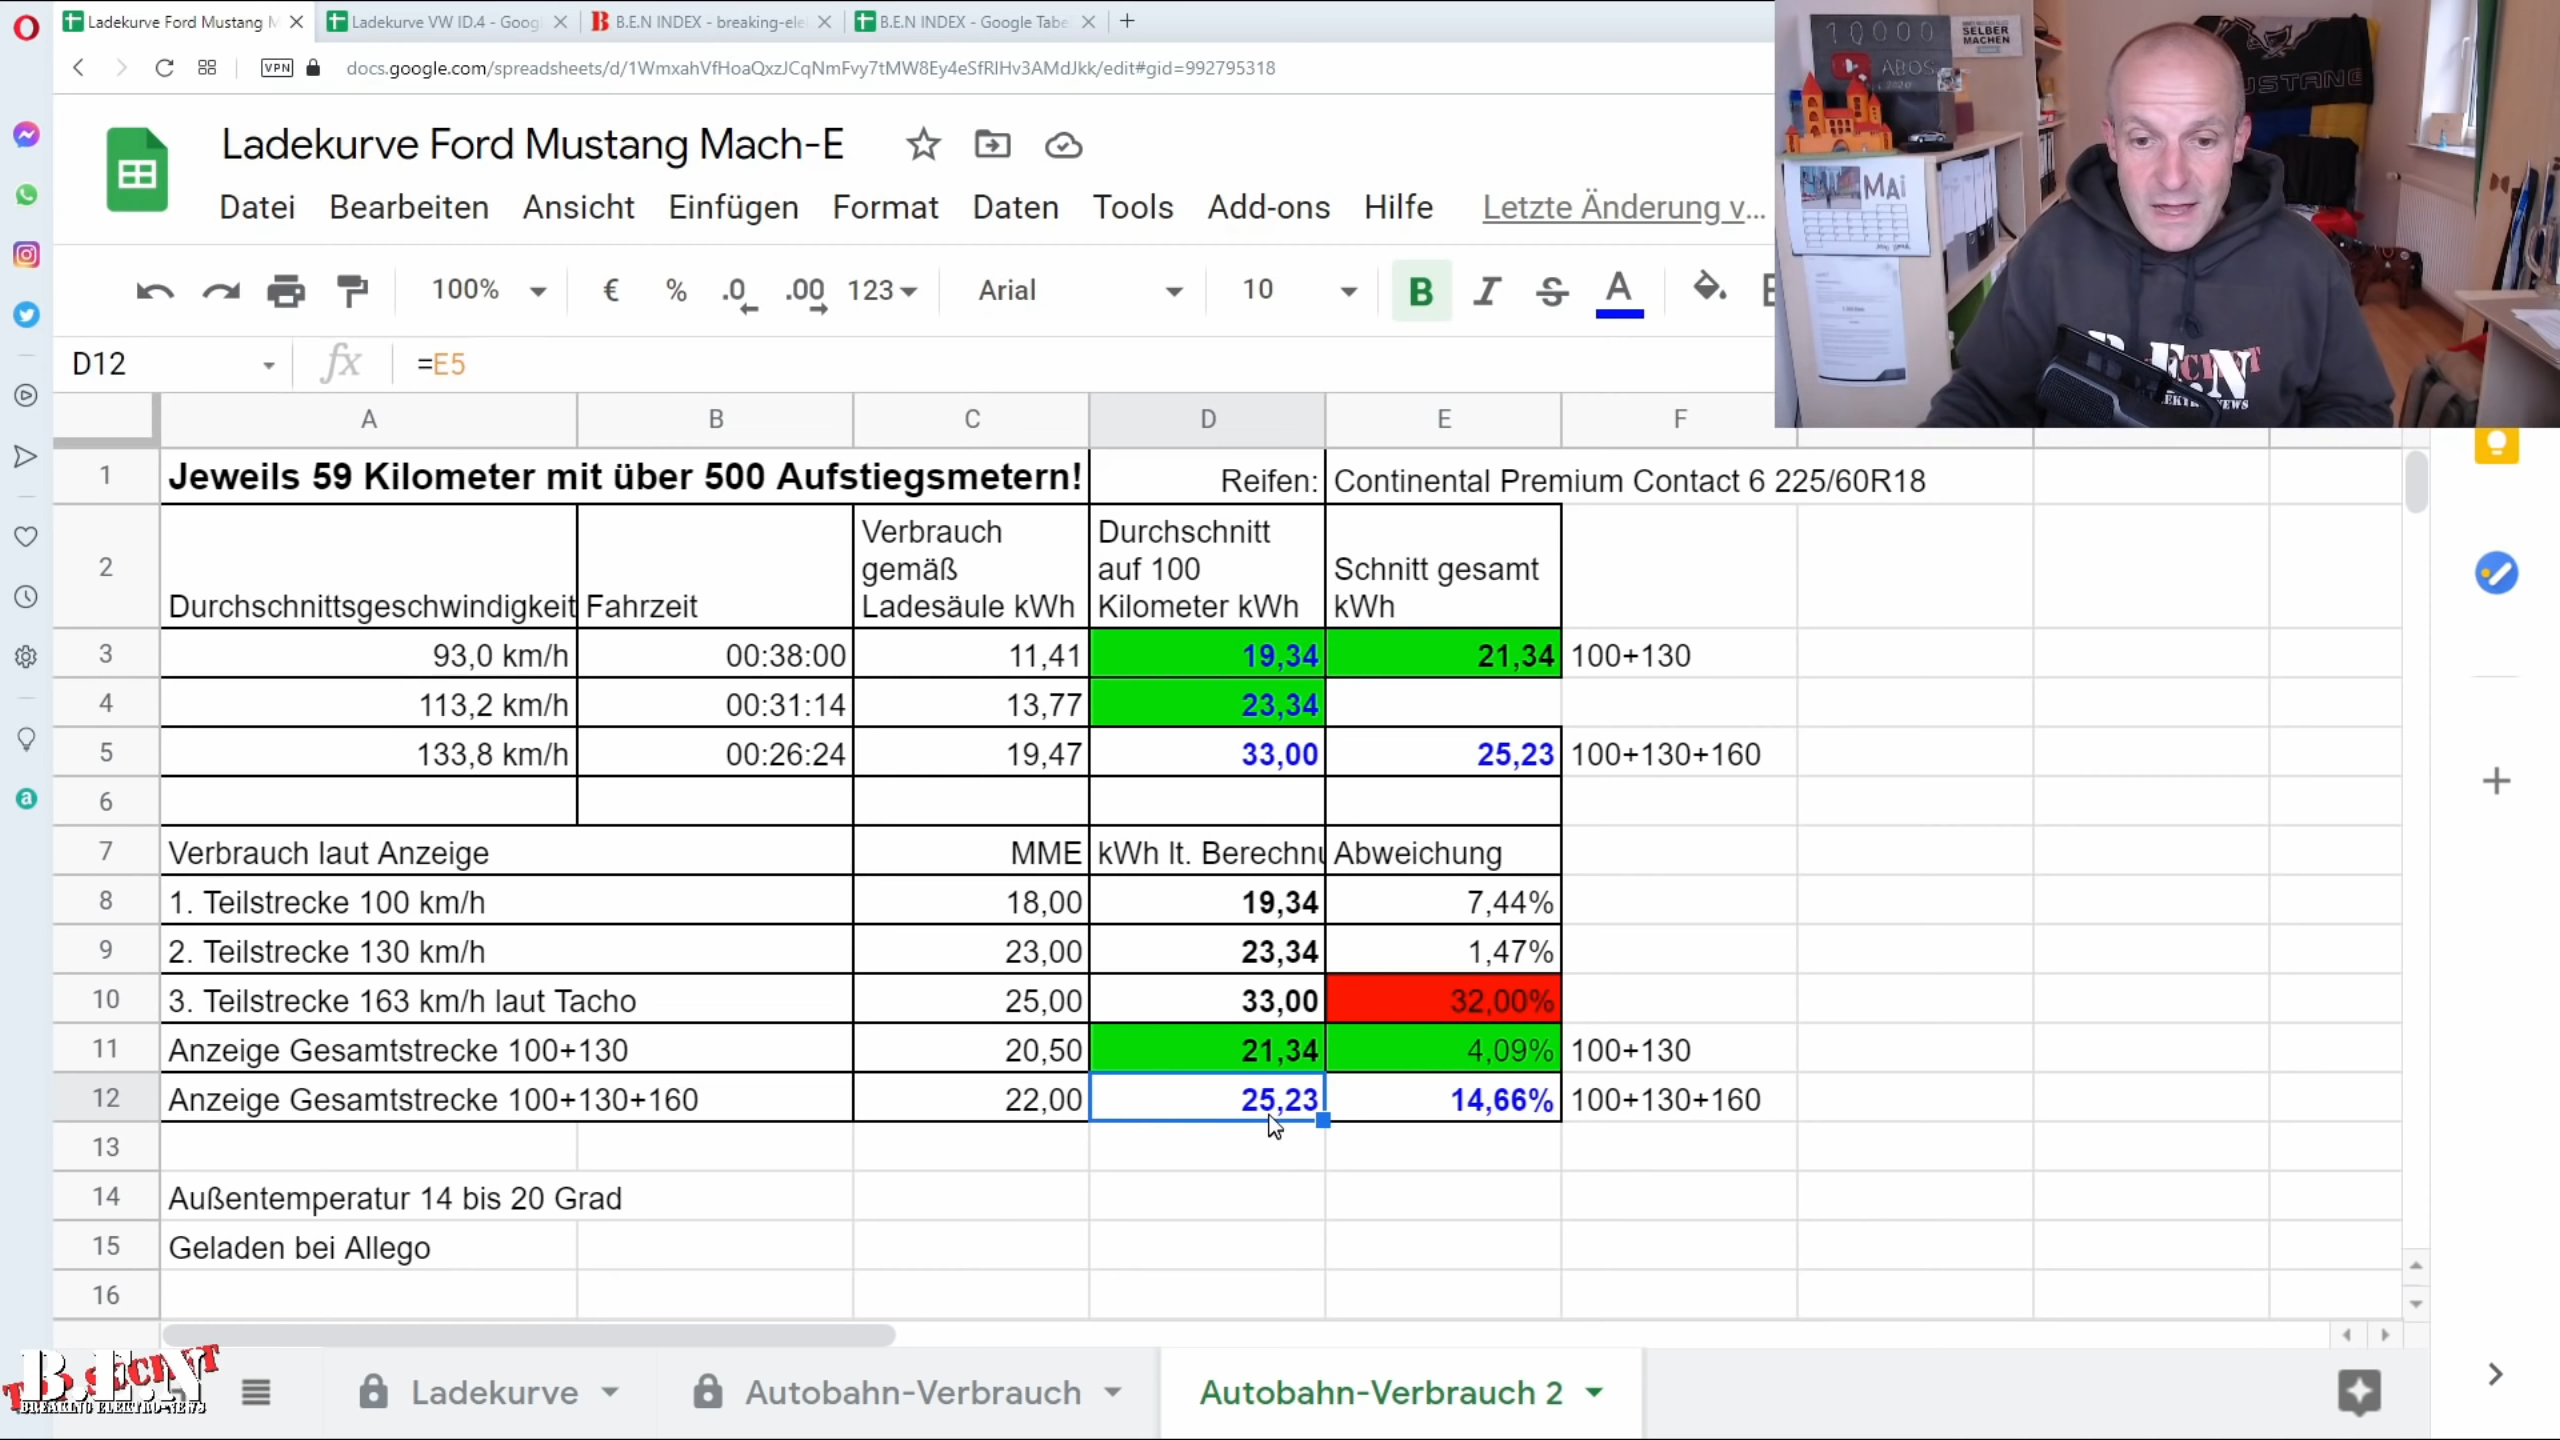 Ladekurve Ford Mustang M
Ladekurve VW ID.4 - Goog
B.E.N INDEX - breaking-ele
B.E.N INDEX - Google Tabe
VPN
docs.google.com/spreadsheets/d/1WmxahVfHoaQxzJCqNmFvy7tMW8Ey4eSfRlHv3AMdJkk/edit#gid=992795318
10000
ABOS
2020
SELBER
MACHEN
MUSTANG
MAI
Ladekurve Ford Mustang Mach-E
Datei Bearbeiten Ansicht Einfügen Format Daten Tools Add-ons Hilfe Letzte Änderung v...
100% € % .0 .00 123 Arial 10 B I S A
D12 fx =E5
A B C D E F
1 Jeweils 59 Kilometer mit über 500 Aufstiegsmetern! Reifen: Continental Premium Contact 6 225/60R18
2 Durchschnittsgeschwindigkeit Fahrzeit Verbrauch gemäß Ladesäule kWh Durchschnitt auf 100 Kilometer kWh Schnitt gesamt kWh
3 93,0 km/h 00:38:00 11,41 19,34 21,34 100+130
4 113,2 km/h 00:31:14 13,77 23,34
5 133,8 km/h 00:26:24 19,47 33,00 25,23 100+130+160
6
7 Verbrauch laut Anzeige MME kWh lt. Berechnu Abweichung
8 1. Teilstrecke 100 km/h 18,00 19,34 7,44%
9 2. Teilstrecke 130 km/h 23,00 23,34 1,47%
10 3. Teilstrecke 163 km/h laut Tacho 25,00 33,00 32,00%
11 Anzeige Gesamtstrecke 100+130 20,50 21,34 4,09% 100+130
12 Anzeige Gesamtstrecke 100+130+160 22,00 25,23 14,66% 100+130+160
13
14 Außentemperatur 14 bis 20 Grad
15 Geladen bei Allego
16
B.E.N
BREAKING ELEKTRO-NEWS
Ladekurve
Autobahn-Verbrauch
Autobahn-Verbrauch 2